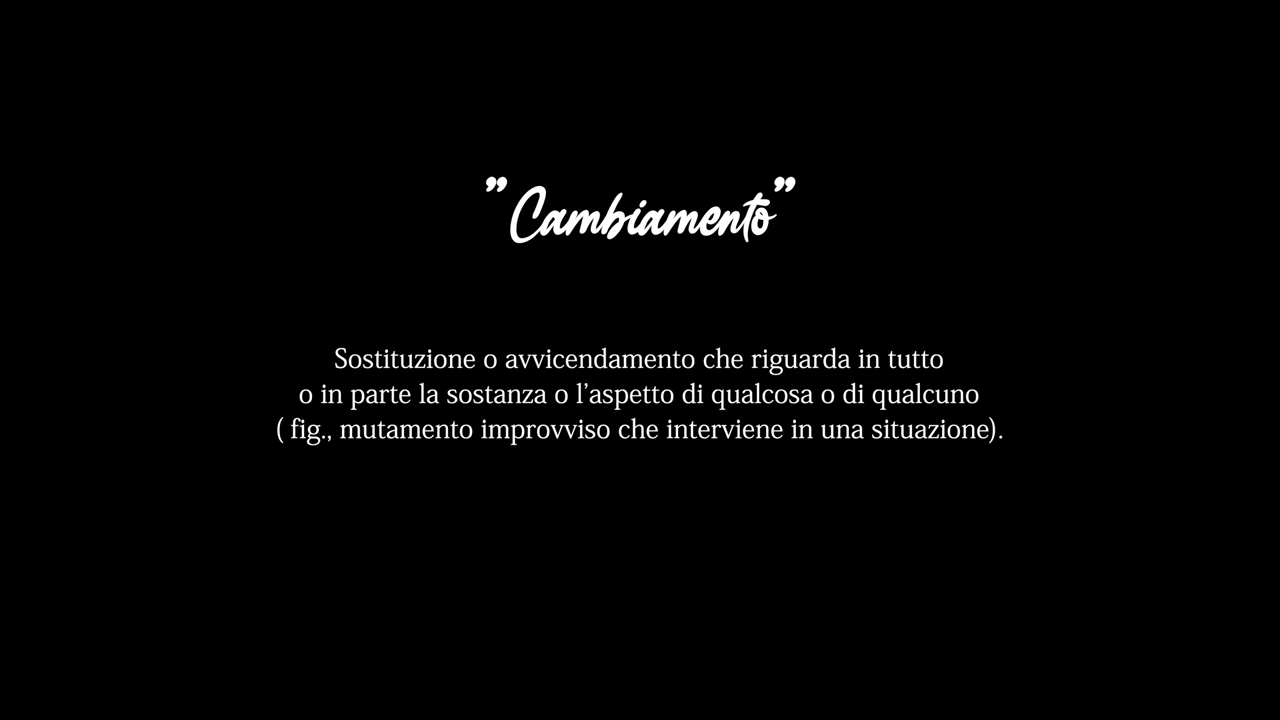 ”Cambiamento”
Sostituzione o avvicendamento che riguarda in tutto
o in parte la sostanza o l’aspetto di qualcosa o di qualcuno
( fig., mutamento improvviso che interviene in una situazione).